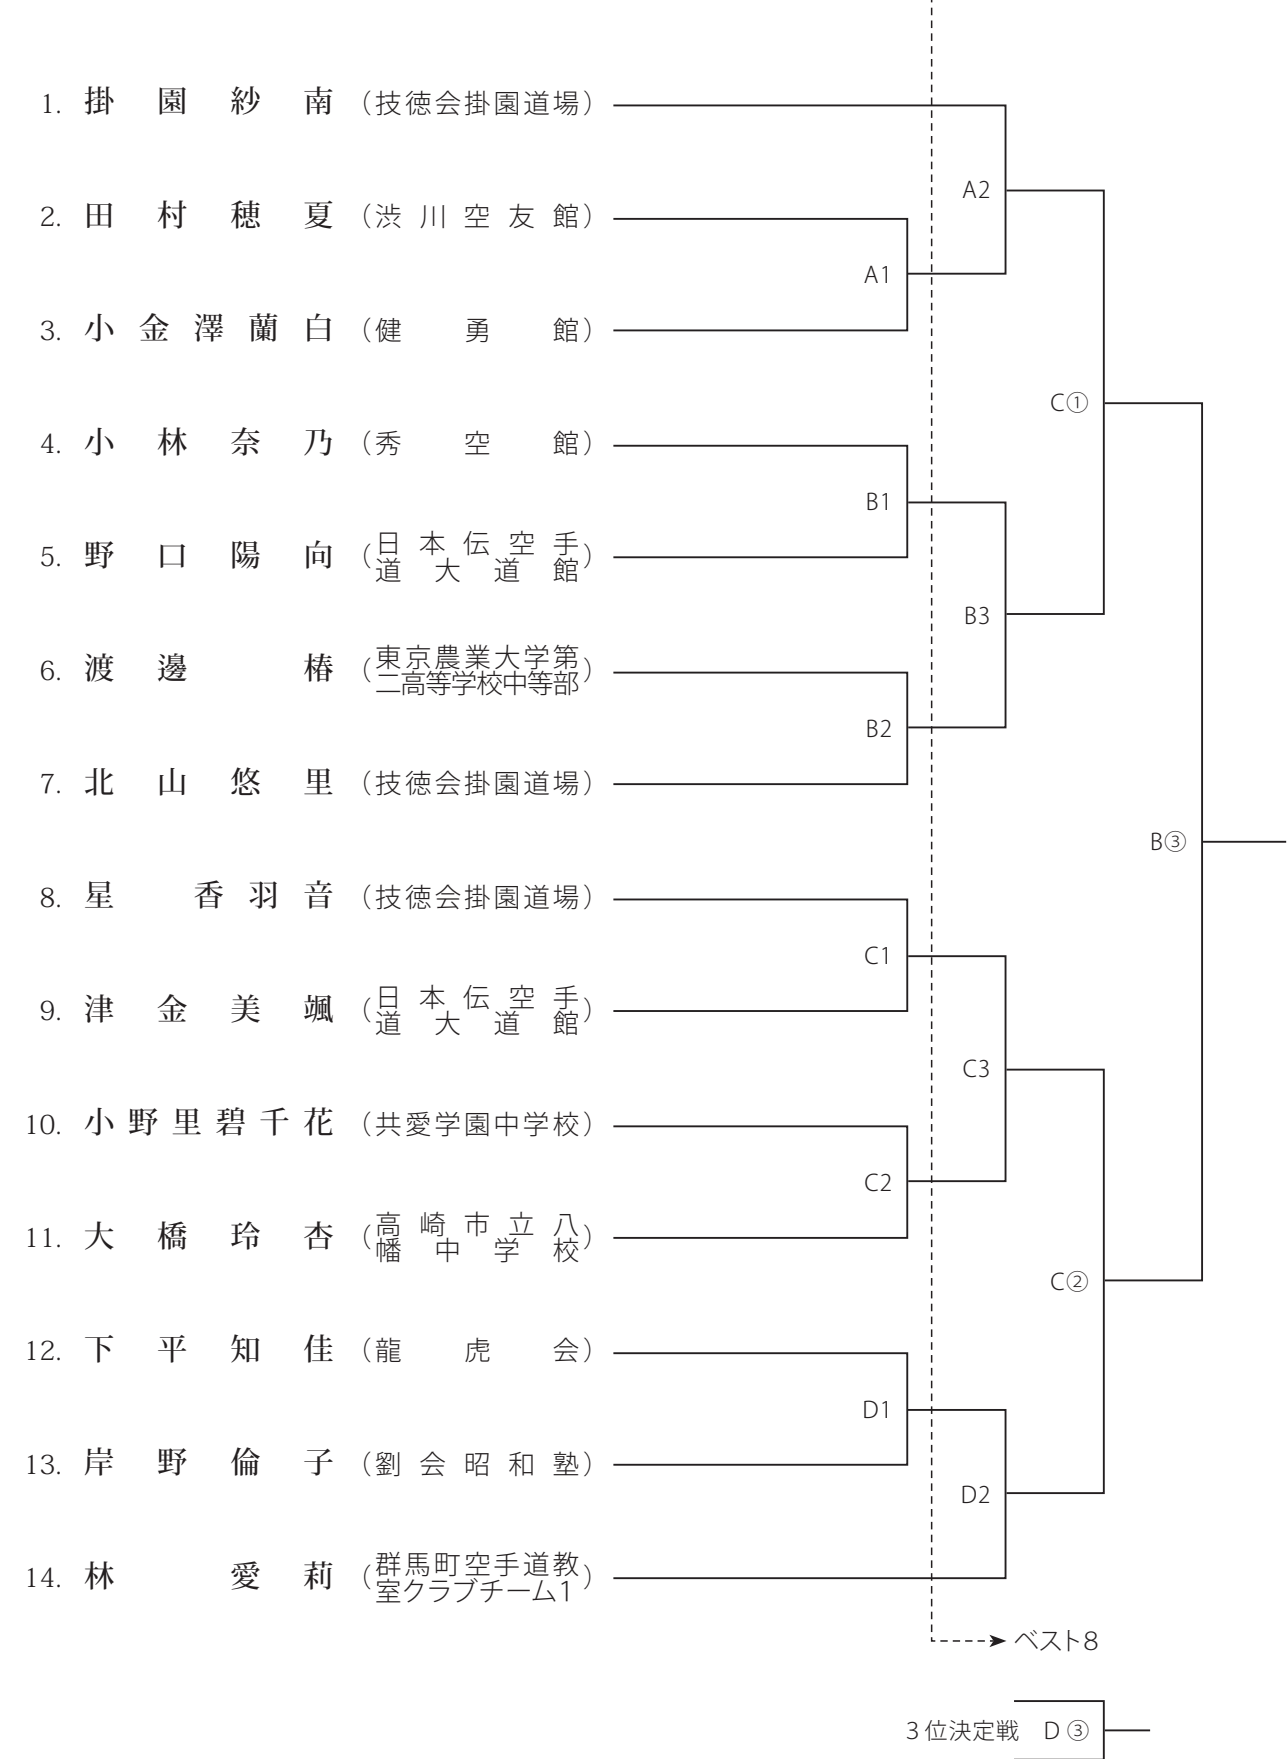 1. 掛園紗南 （技徳会掛園道場）
A2
2. 田村穂夏 （渋川空友館）
A1
3. 小金澤蘭白 （健勇館）
C①
4. 小林奈乃 （秀空館）
B1
5. 野口陽向 （日本伝空手
道大道館）
B3
6. 渡邊椿 （東京農業大学第
二高等学校中等部）
B2
7. 北山悠里 （技徳会掛園道場）
B③
8. 星香羽音 （技徳会掛園道場）
C1
9. 津金美颯 （日本伝空手
道大道館）
C3
10. 小野里碧千花 （共愛学園中学校）
C2
11. 大橋玲杏 （高崎市立八
幡中学校）
C②
12. 下平知佳 （龍虎会）
D1
13. 岸野倫子 （劉会昭和塾）
D2
14. 林愛莉 （群馬町空手道教
室クラブチーム1）
ベスト8
３位決定戦 D③